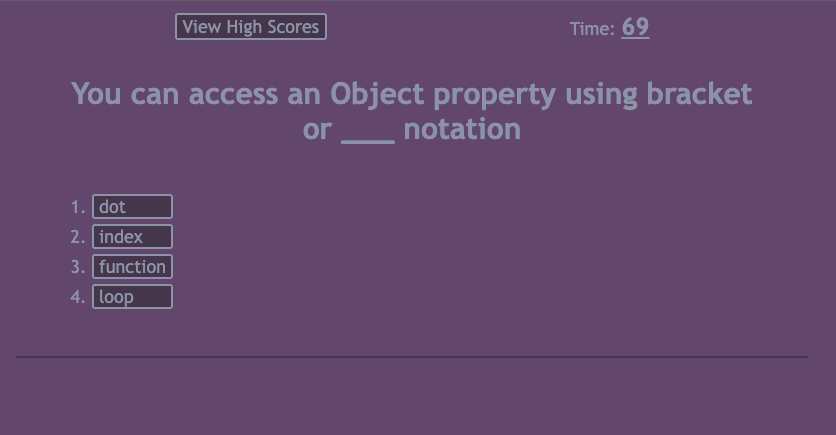 View High Scores
Time: 69
You can access an Object property using bracket
or ___ notation
1. dot
2. index
3. function
4. loop